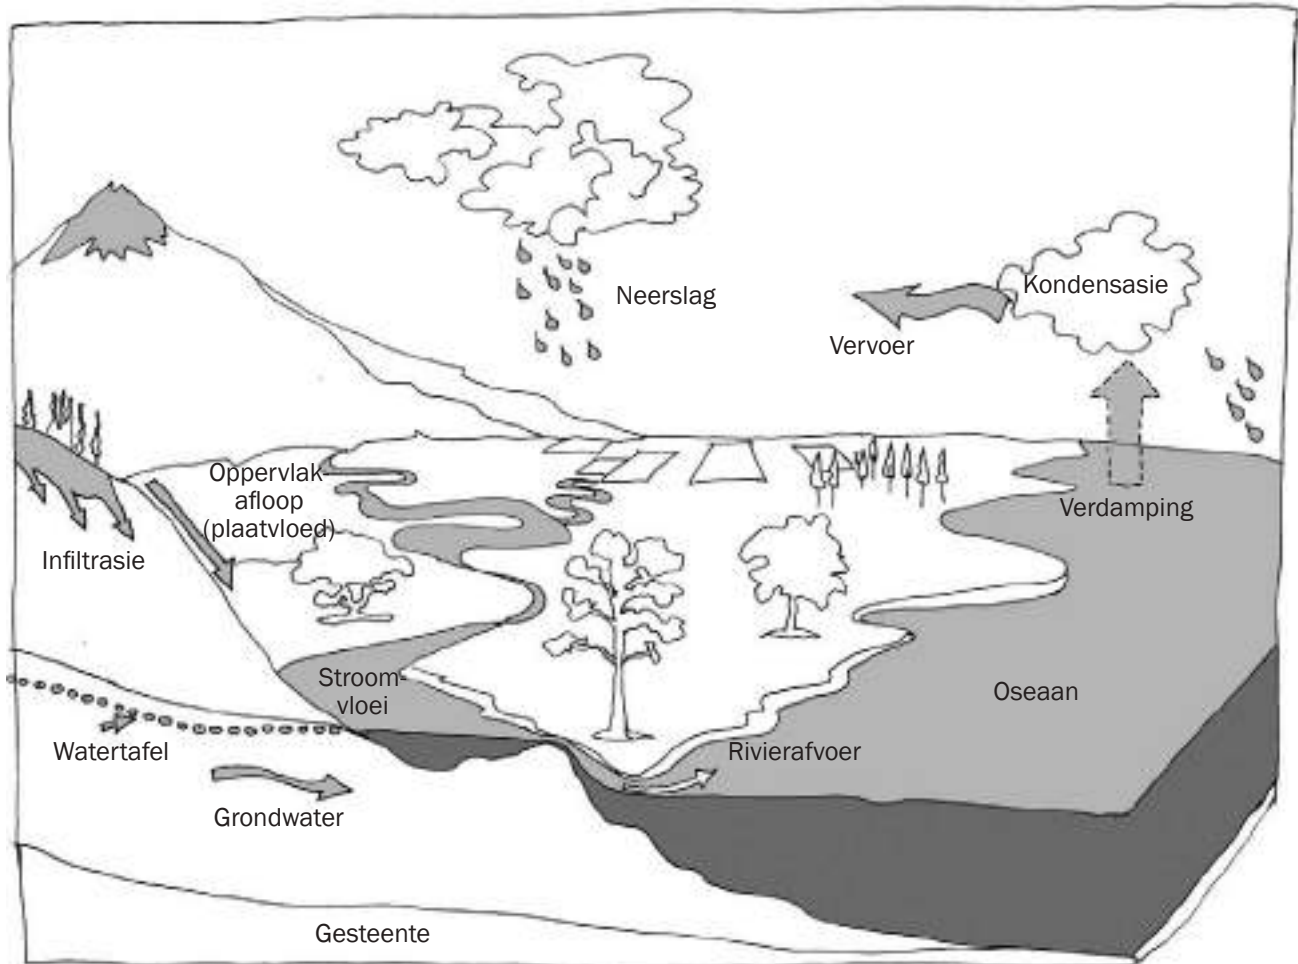 Neerslag
Kondensasie
Vervoer
Oppervlak-
afloop
(plaatvloed)
Verdamping
Infiltrasie
Stroom-
vloei
Oseaan
Watertafel
Rivierafvoer
Grondwater
Gesteente